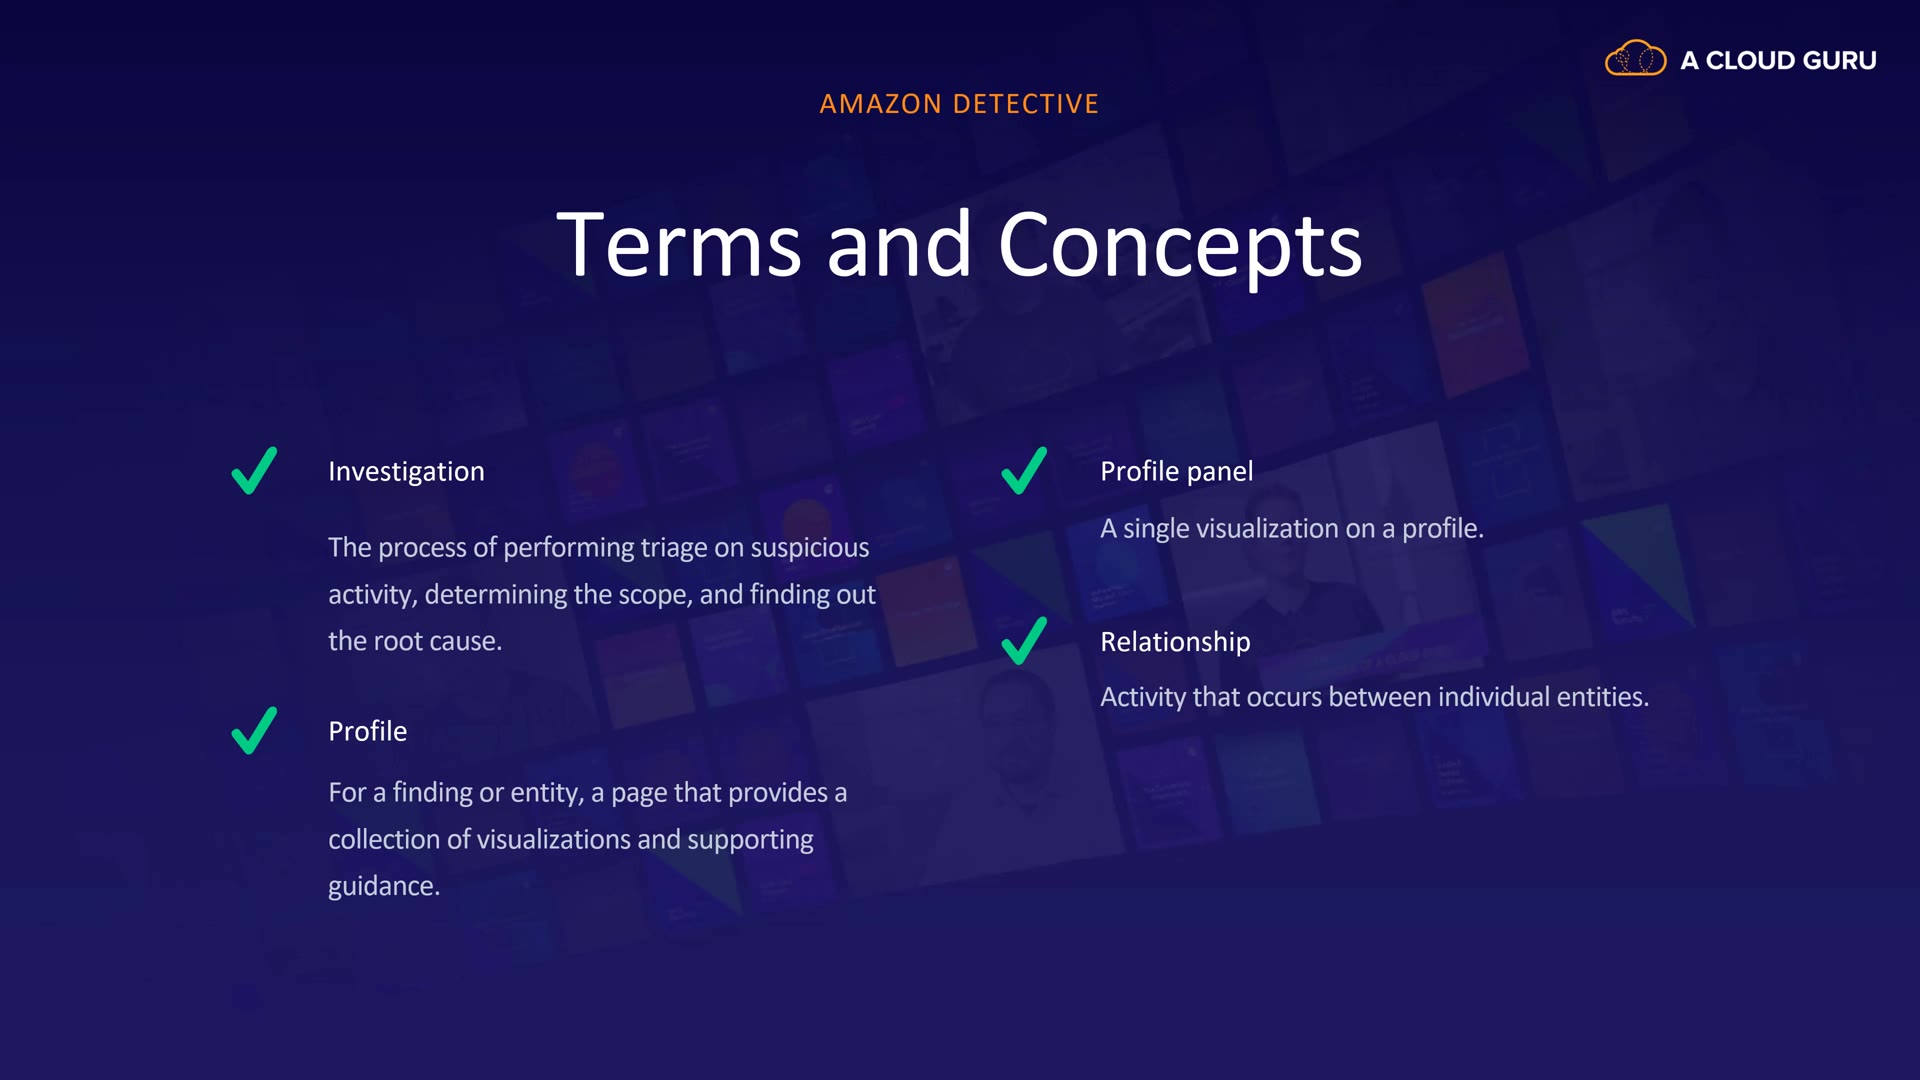 A CLOUD GURU
AMAZON DETECTIVE
Terms and Concepts
Investigation
The process of performing triage on suspicious
activity, determining the scope, and finding out
the root cause.
Profile
For a finding or entity, a page that provides a
collection of visualizations and supporting
guidance.
Profile panel
A single visualization on a profile.
Relationship
Activity that occurs between individual entities.